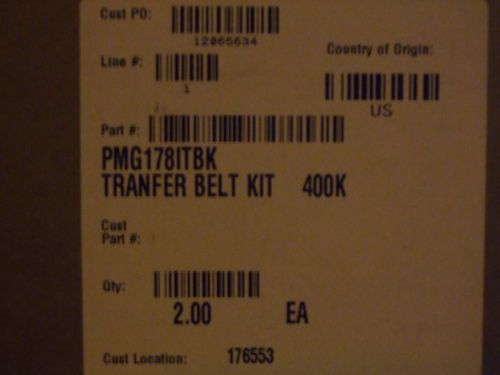 Cust PO:
12065634
Country of Origin:
Line #:
1
US
Part #:
PMG178ITBK
TRANFER BELT KIT 400K
Cust
Part #:
Qty:
2.00 EA
Cust Location: 176553